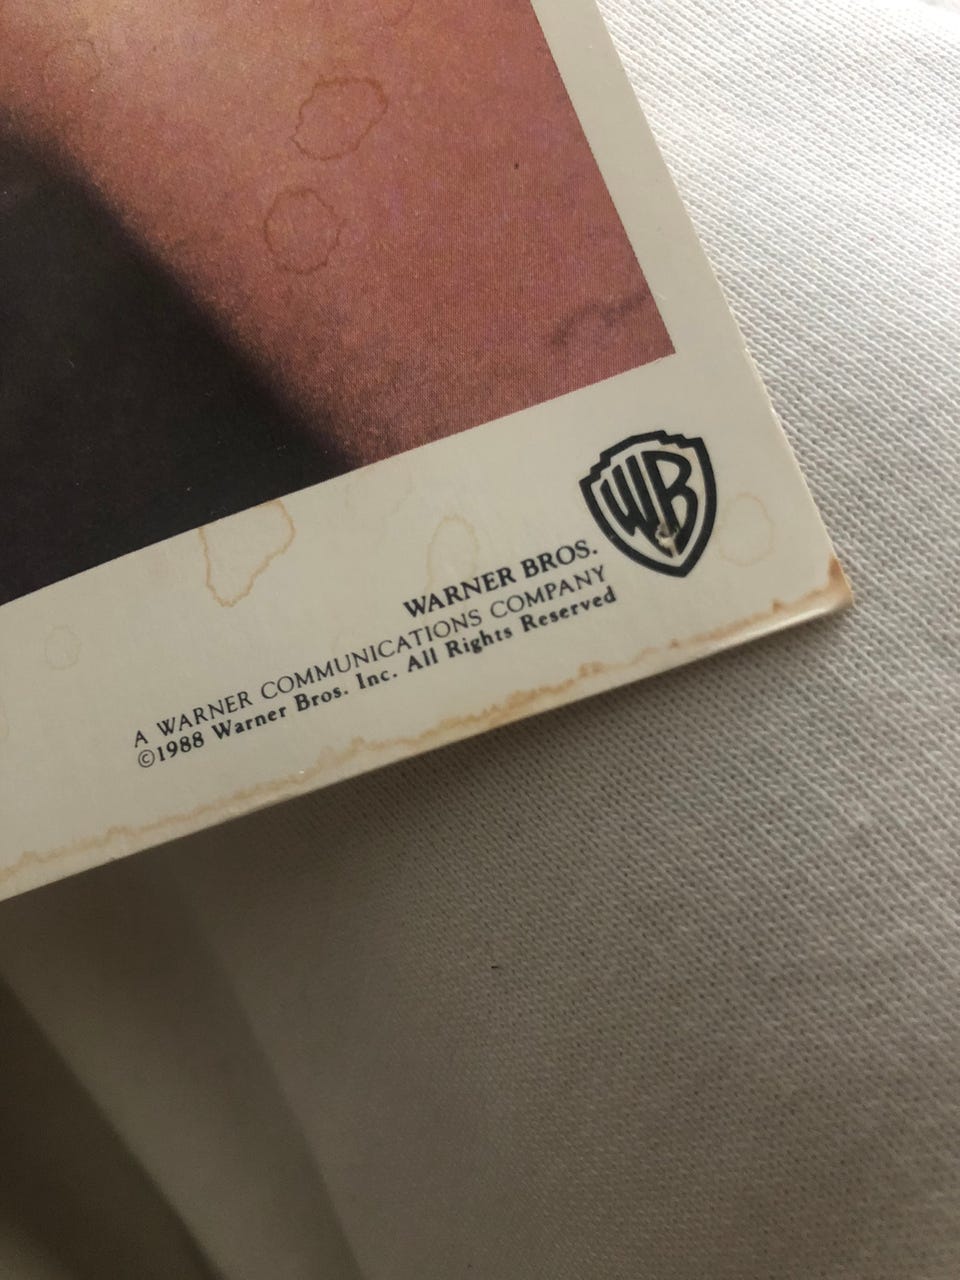 WB
WARNER BROS.
A WARNER COMMUNICATIONS COMPANY
©1988 Warner Bros. Inc. All Rights Reserved